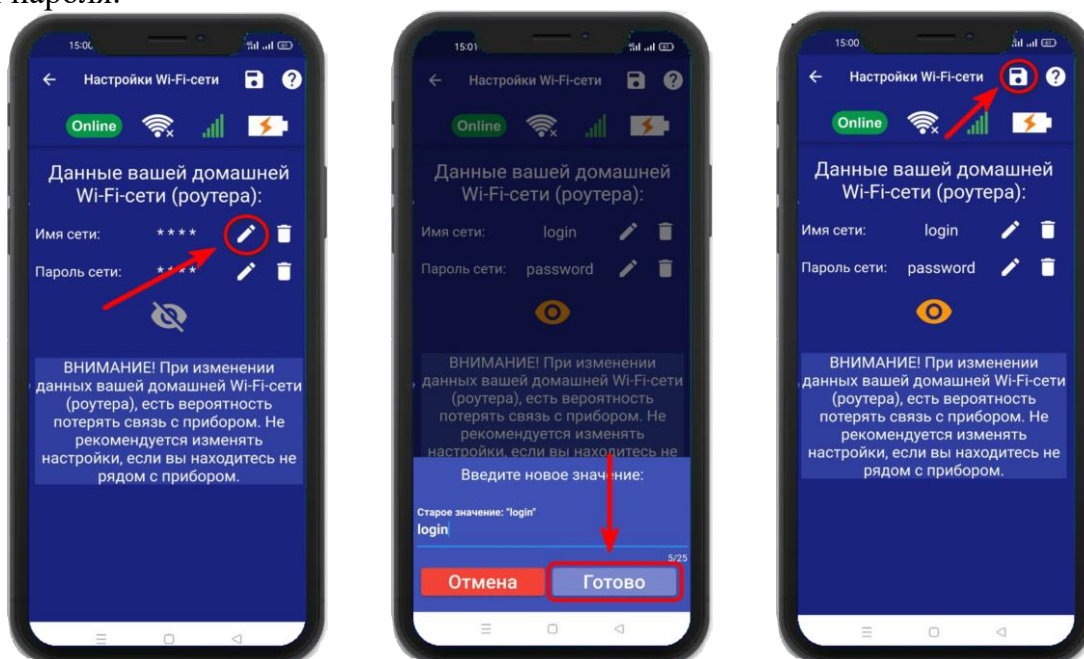 пароля.
15:00
Настройки Wi-Fi-сети
Online
Данные вашей домашней
Wi-Fi-сети (роутера):
Имя сети: ****
Пароль сети: ****
ВНИМАНИЕ! При изменении
данных вашей домашней Wi-Fi-сети
(роутера), есть вероятность
потерять связь с прибором. Не
рекомендуется изменять
настройки, если вы находитесь не
рядом с прибором.
15:01
Настройки Wi-Fi-сети
Online
Данные вашей домашней
Wi-Fi-сети (роутера):
Имя сети: login
Пароль сети: password
ВНИМАНИЕ! При изменении
данных вашей домашней Wi-Fi-сети
(роутера), есть вероятность
потерять связь с прибором. Не
рекомендуется изменять
настройки, если вы находитесь не
Введите новое значение:
Старое значение: "login"
login
5/25
Отмена Готово
15:00
Настройки Wi-Fi-сети
Online
Данные вашей домашней
Wi-Fi-сети (роутера):
Имя сети: login
Пароль сети: password
ВНИМАНИЕ! При изменении
данных вашей домашней Wi-Fi-сети
(роутера), есть вероятность
потерять связь с прибором. Не
рекомендуется изменять
настройки, если вы находитесь не
рядом с прибором.